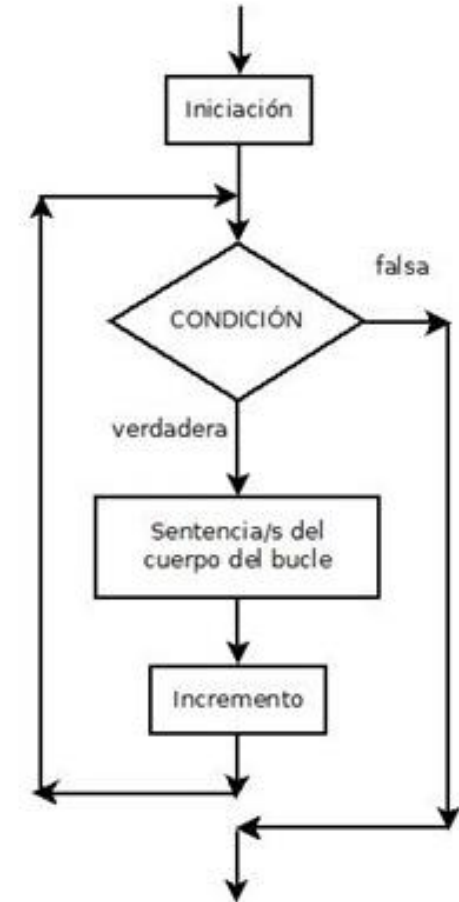 Iniciación
falsa
CONDICIÓN
verdadera
Sentencia/s del
cuerpo del bucle
Incremento